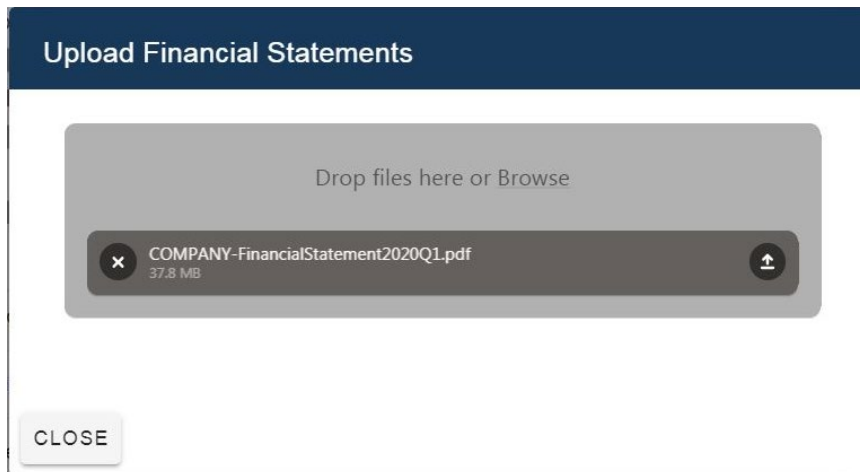 Upload Financial Statements
Drop files here or Browse
COMPANY-FinancialStatement2020Q1.pdf
37.8 MB
CLOSE